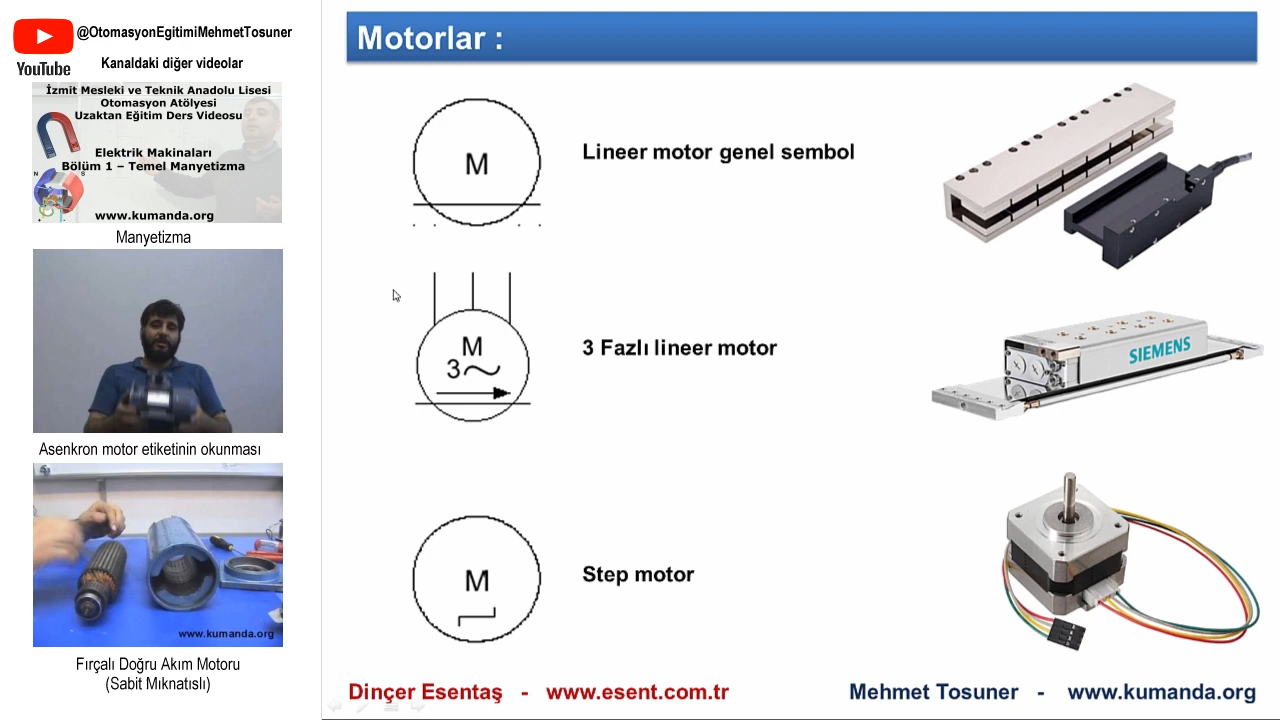 @OtomasyonEgitimiMehmetTosuner
YouTube
Kanaldaki diğer videolar
İzmit Mesleki ve Teknik Anadolu Lisesi
Otomasyon Atölyesi
Uzaktan Eğitim Ders Videosu
Elektrik Makinaları
Bölüm 1 – Temel Manyetizma
N S
www.kumanda.org
Manyetizma
Asenkron motor etiketinin okunması
www.kumanda.org
Fırçalı Doğru Akım Motoru
(Sabit Mıknatıslı)
Motorlar :
M
Lineer motor genel sembol
M
3~
3 Fazlı lineer motor
SIEMENS
M
Step motor
Dinçer Esentaş - www.esent.com.tr
Mehmet Tosuner - www.kumanda.org